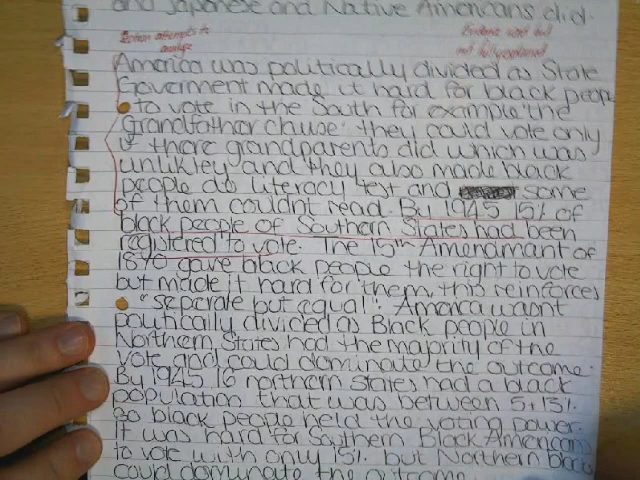 and Japanese and Native Americans did.
attempts to
Evidence used but
not fully explained
America was politically divided as State
Goverment made it hard for black people
to vote in the South for example "the
Grandfather clause" they could vote only
if there grandparents did which was
unlikley and they also made black
people do literacy test and some
of them couldnt read. By 1945 15% of
black people of Southern States had been
registered to vote. The 15th Amendmant of
1870 gave black people the right to vote
but made it hard for them, this reinforces
"seperate but equal". America wasnt
politically divided as Black people in
Northern States had the majority of the
vote and could dominate the outcome.
By 1945 16 northern states had a black
population that was between 5+15%.
So black people held the voting power.
It was hard for Southern Black Americans
to vote with only 15% but Northern blacks
could dominate the outcome